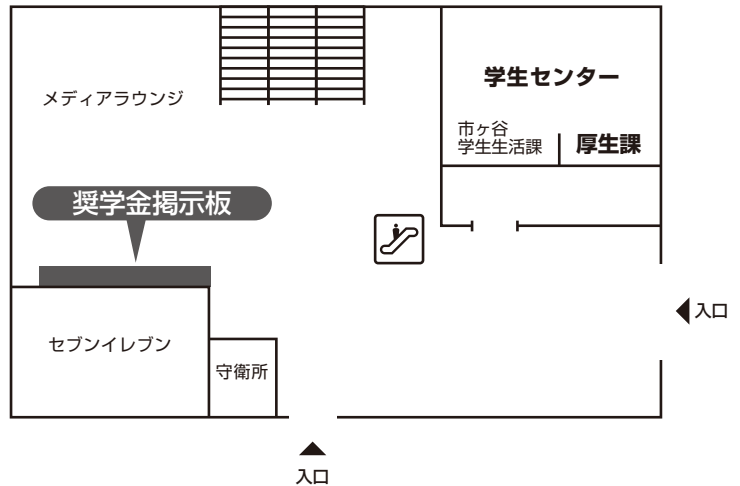 メディアラウンジ
学生センター
市ヶ谷
学生生活課
厚生課
奨学金掲示板
セブンイレブン
守衛所
入口
入口